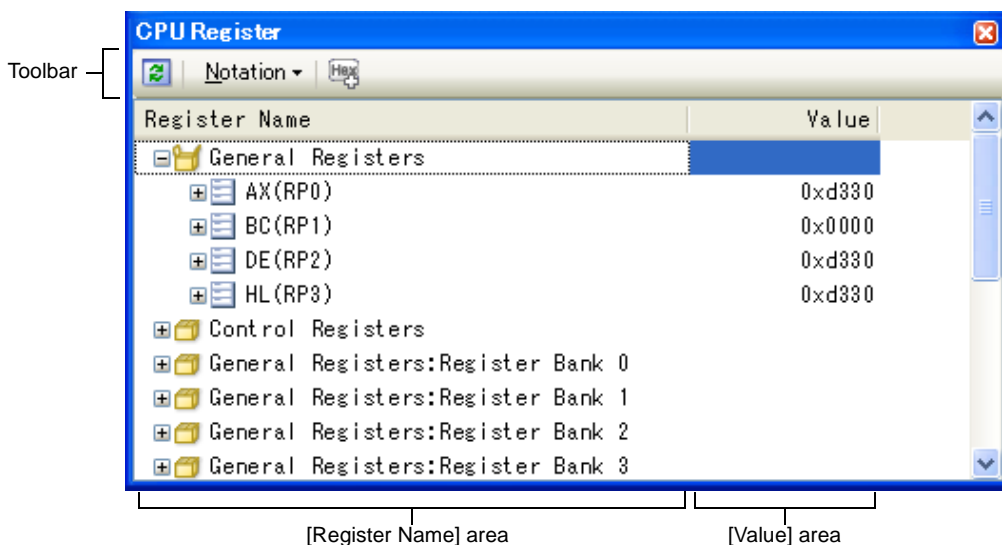 CPU Register
Toolbar
Notation
Hex
Register Name Value
General Registers
AX(RP0) 0xd330
BC(RP1) 0x0000
DE(RP2) 0xd330
HL(RP3) 0xd330
Control Registers
General Registers:Register Bank 0
General Registers:Register Bank 1
General Registers:Register Bank 2
General Registers:Register Bank 3
[Register Name] area [Value] area